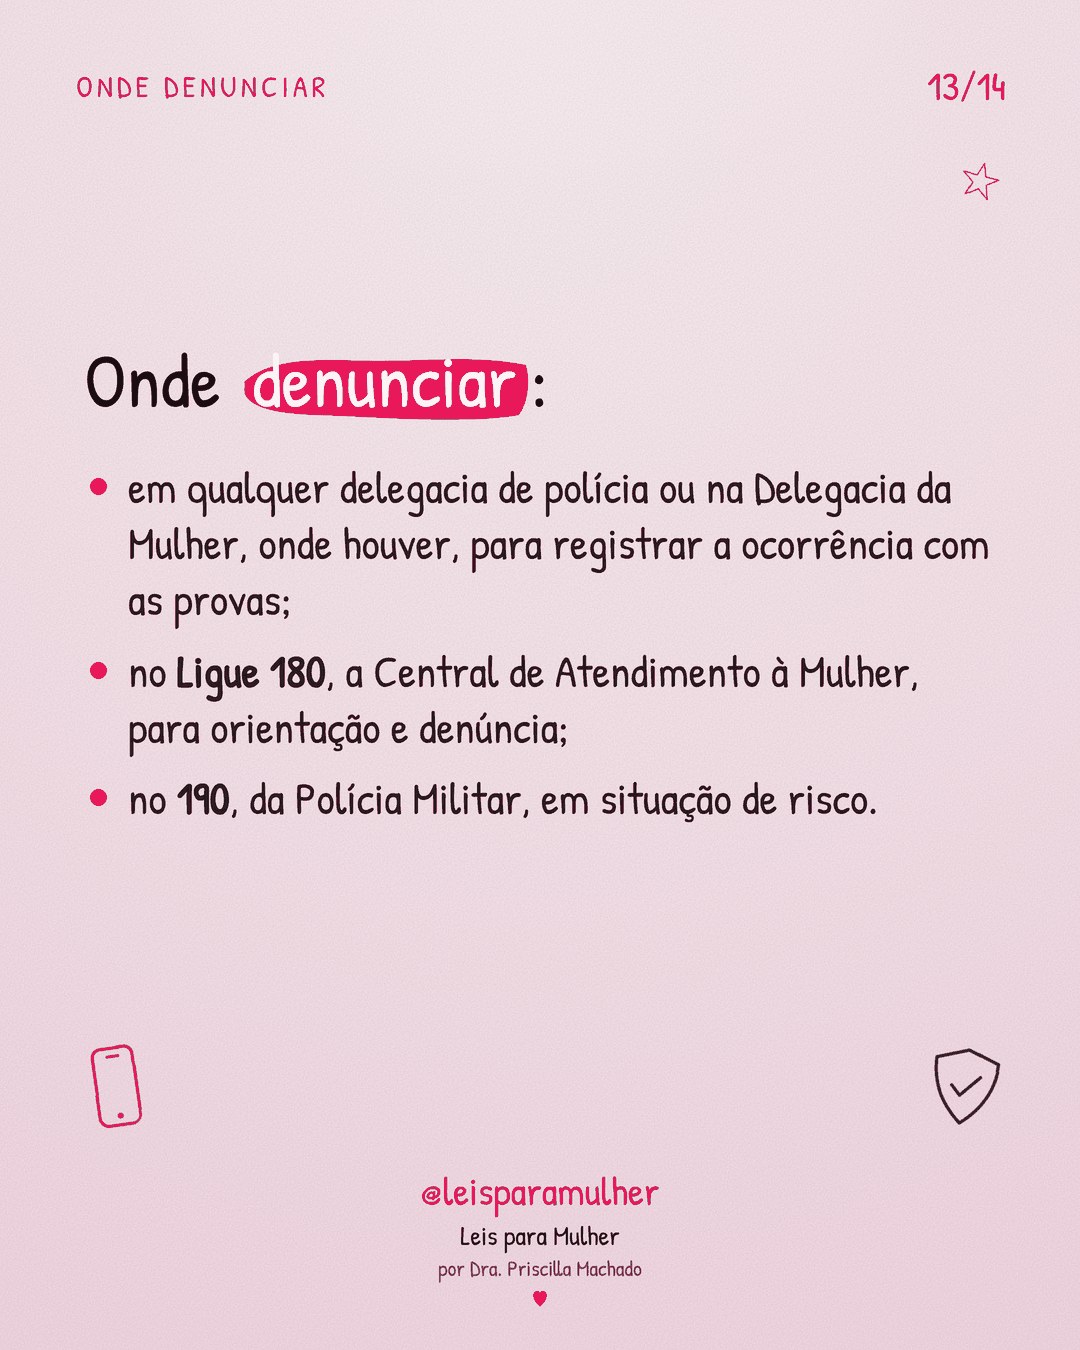 ONDE DENUNCIAR
13/14
Onde denunciar:
• em qualquer delegacia de polícia ou na Delegacia da
Mulher, onde houver, para registrar a ocorrência com
as provas;
• no Ligue 180, a Central de Atendimento à Mulher,
para orientação e denúncia;
• no 190, da Polícia Militar, em situação de risco.
@leisparamulher
Leis para Mulher
por Dra. Priscilla Machado